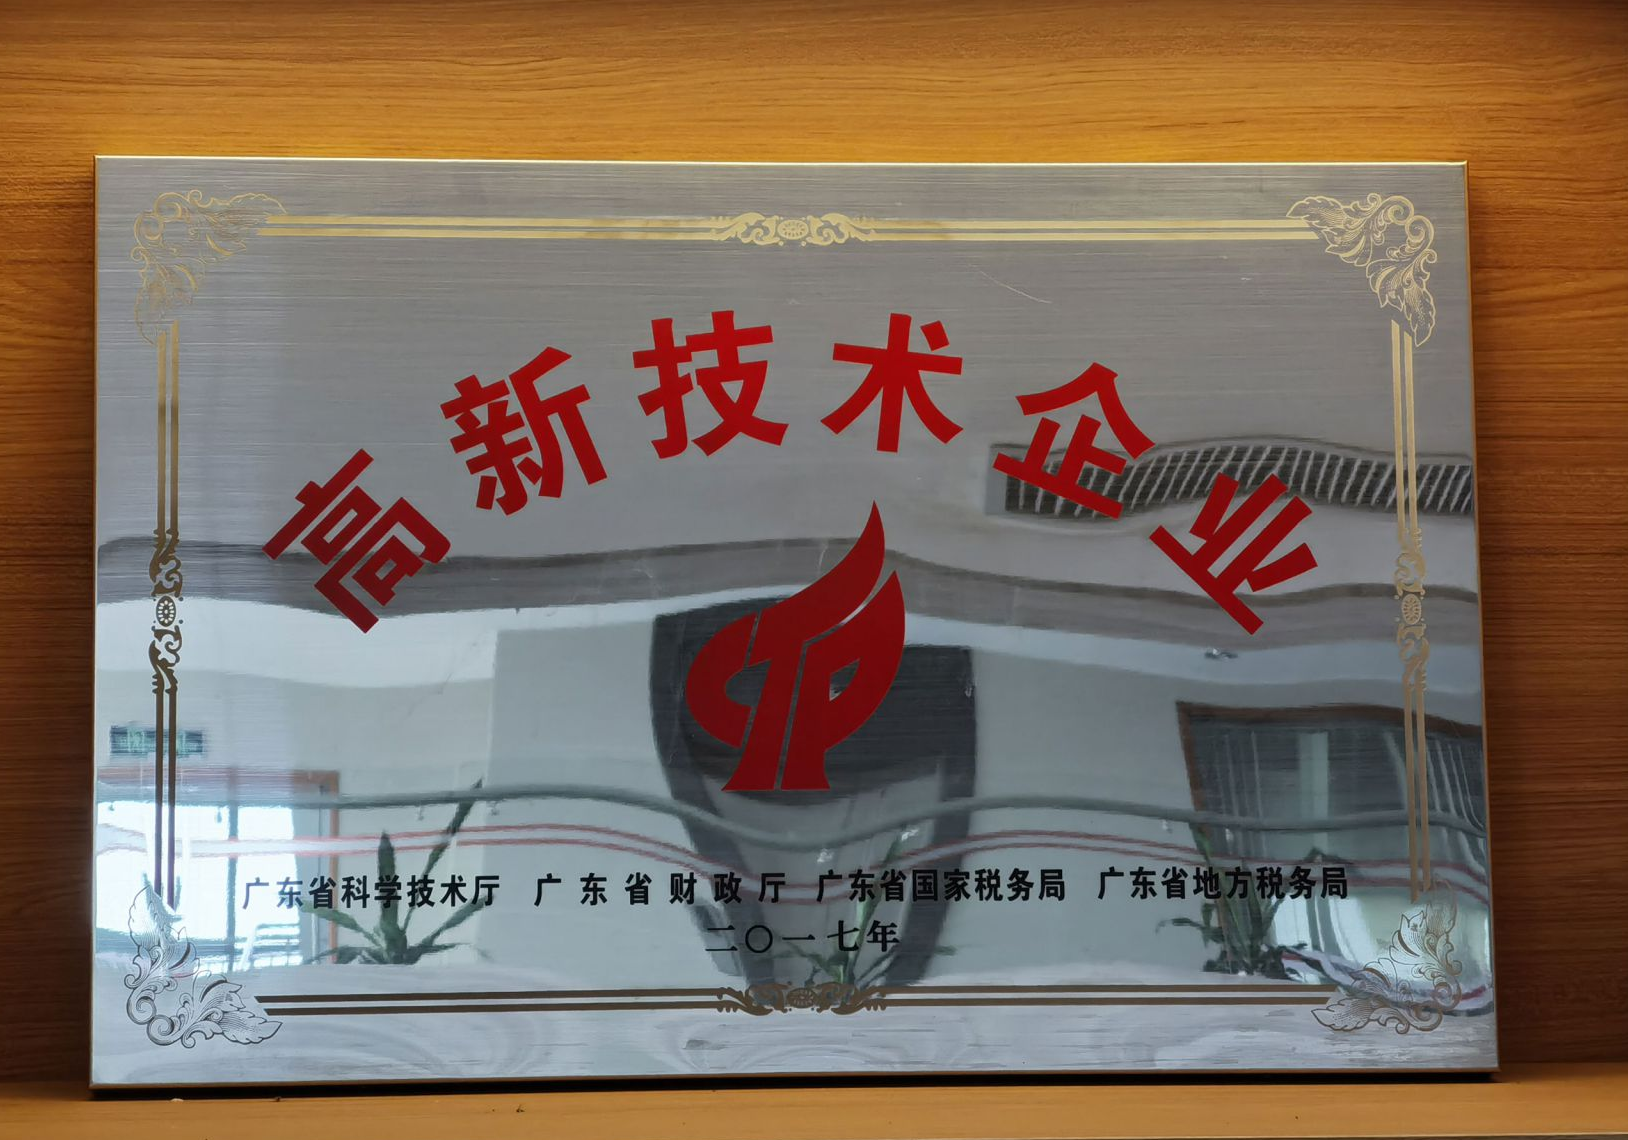 高新技术企业
广东省科学技术厅 广东省财政厅 广东省国家税务局 广东省地方税务局
二〇一七年